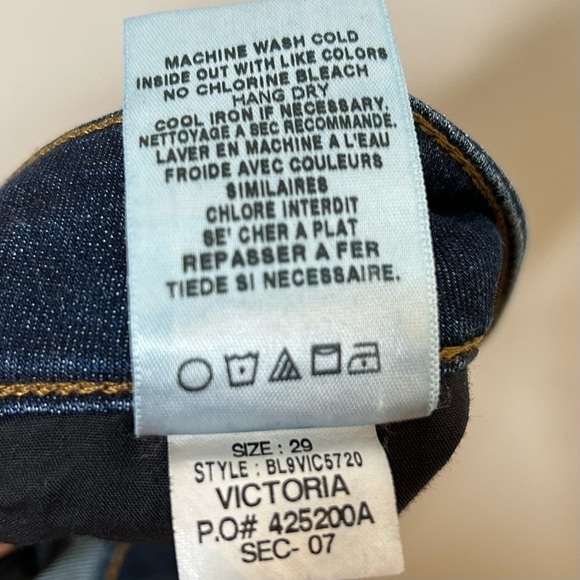 MACHINE WASH COLD
INSIDE OUT WITH LIKE COLORS
NO CHLORINE BLEACH
HANG DRY
COOL IRON IF NECESSARY.
NETTOYAGE A SEC RECOMMANDÉ.
LAVER EN MACHINE A L'EAU
FROIDE AVEC COULEURS
SIMILAIRES
CHLORE INTERDIT
SE' CHER A PLAT
REPASSER A FER
TIEDE SI NECESSAIRE.
SIZE : 29
STYLE : BL9VIC5720
VICTORIA
P.O# 425200A
SEC- 07